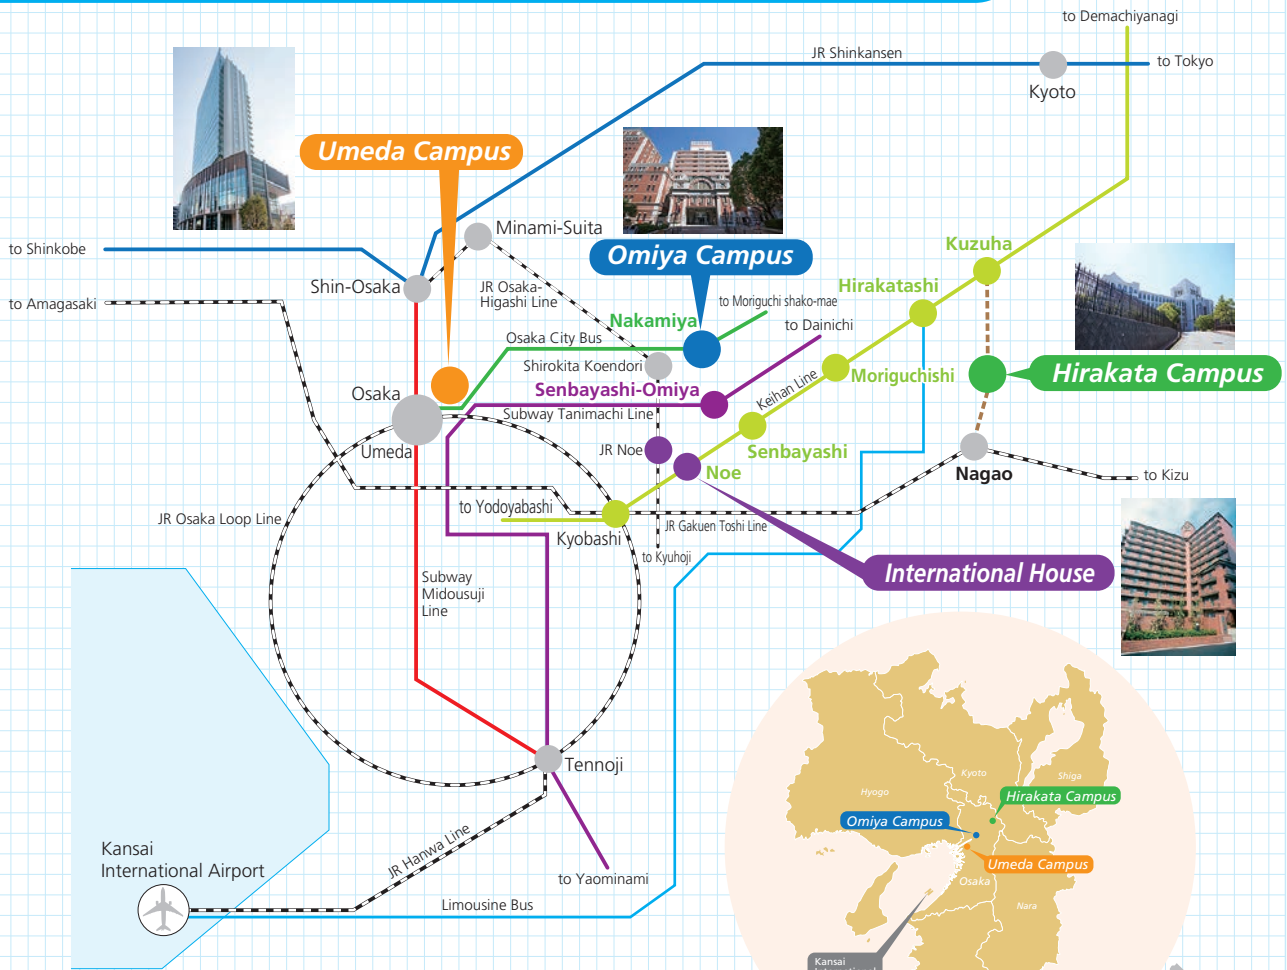 to Demachiyanagi
JR Shinkansen
to Tokyo
Kyoto
Umeda Campus
Minami-Suita
Omiya Campus
Kuzuha
to Shinkobe
Shin-Osaka
JR Osaka-
Higashi Line
Hirakatashi
to Amagasaki
to Moriguchi shako-mae
Nakamiya
to Dainichi
Osaka City Bus
Shirokita Koendori
Moriguchishi
Hirakata Campus
Osaka
Senbayashi-Omiya
Keihan Line
Subway Tanimachi Line
Umeda
JR Noe
Senbayashi
Noe
Nagao
to Kizu
to Yodoyabashi
JR Osaka Loop Line
JR Gakuen Toshi Line
Kyobashi
to Kyuhoji
International House
Subway
Midousuji
Line
Tennoji
Kyoto
Shiga
Hyogo
Hirakata Campus
Omiya Campus
Kansai
International Airport
JR Hanwa Line
Umeda Campus
to Yaominami
Osaka
Limousine Bus
Nara
Kansai